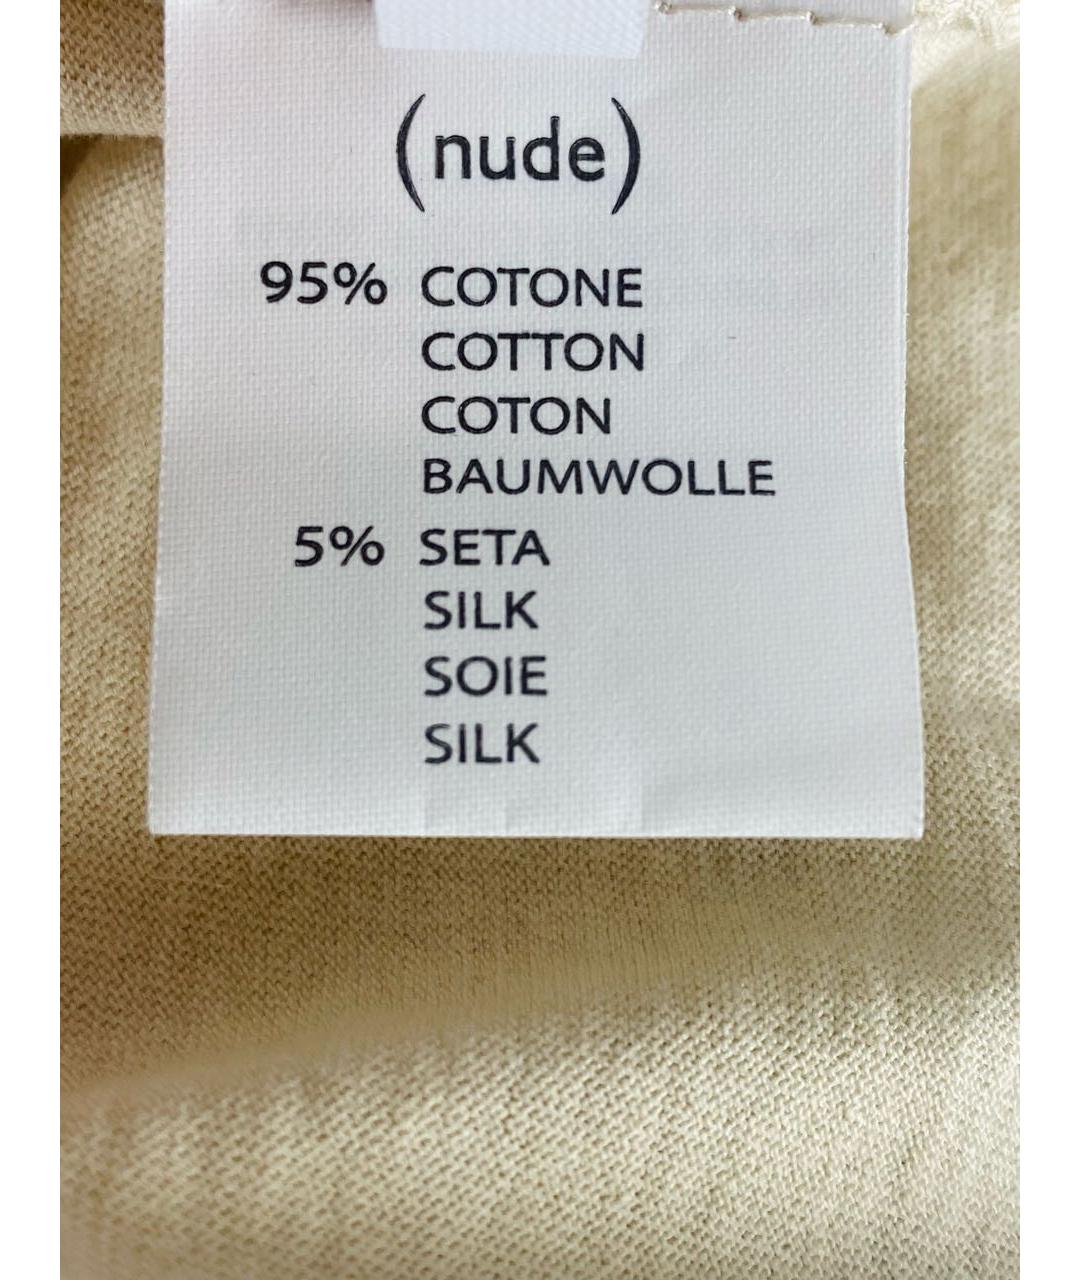 (nude)
95% COTONE
COTTON
COTON
BAUMWOLLE
5% SETA
SILK
SOIE
SILK